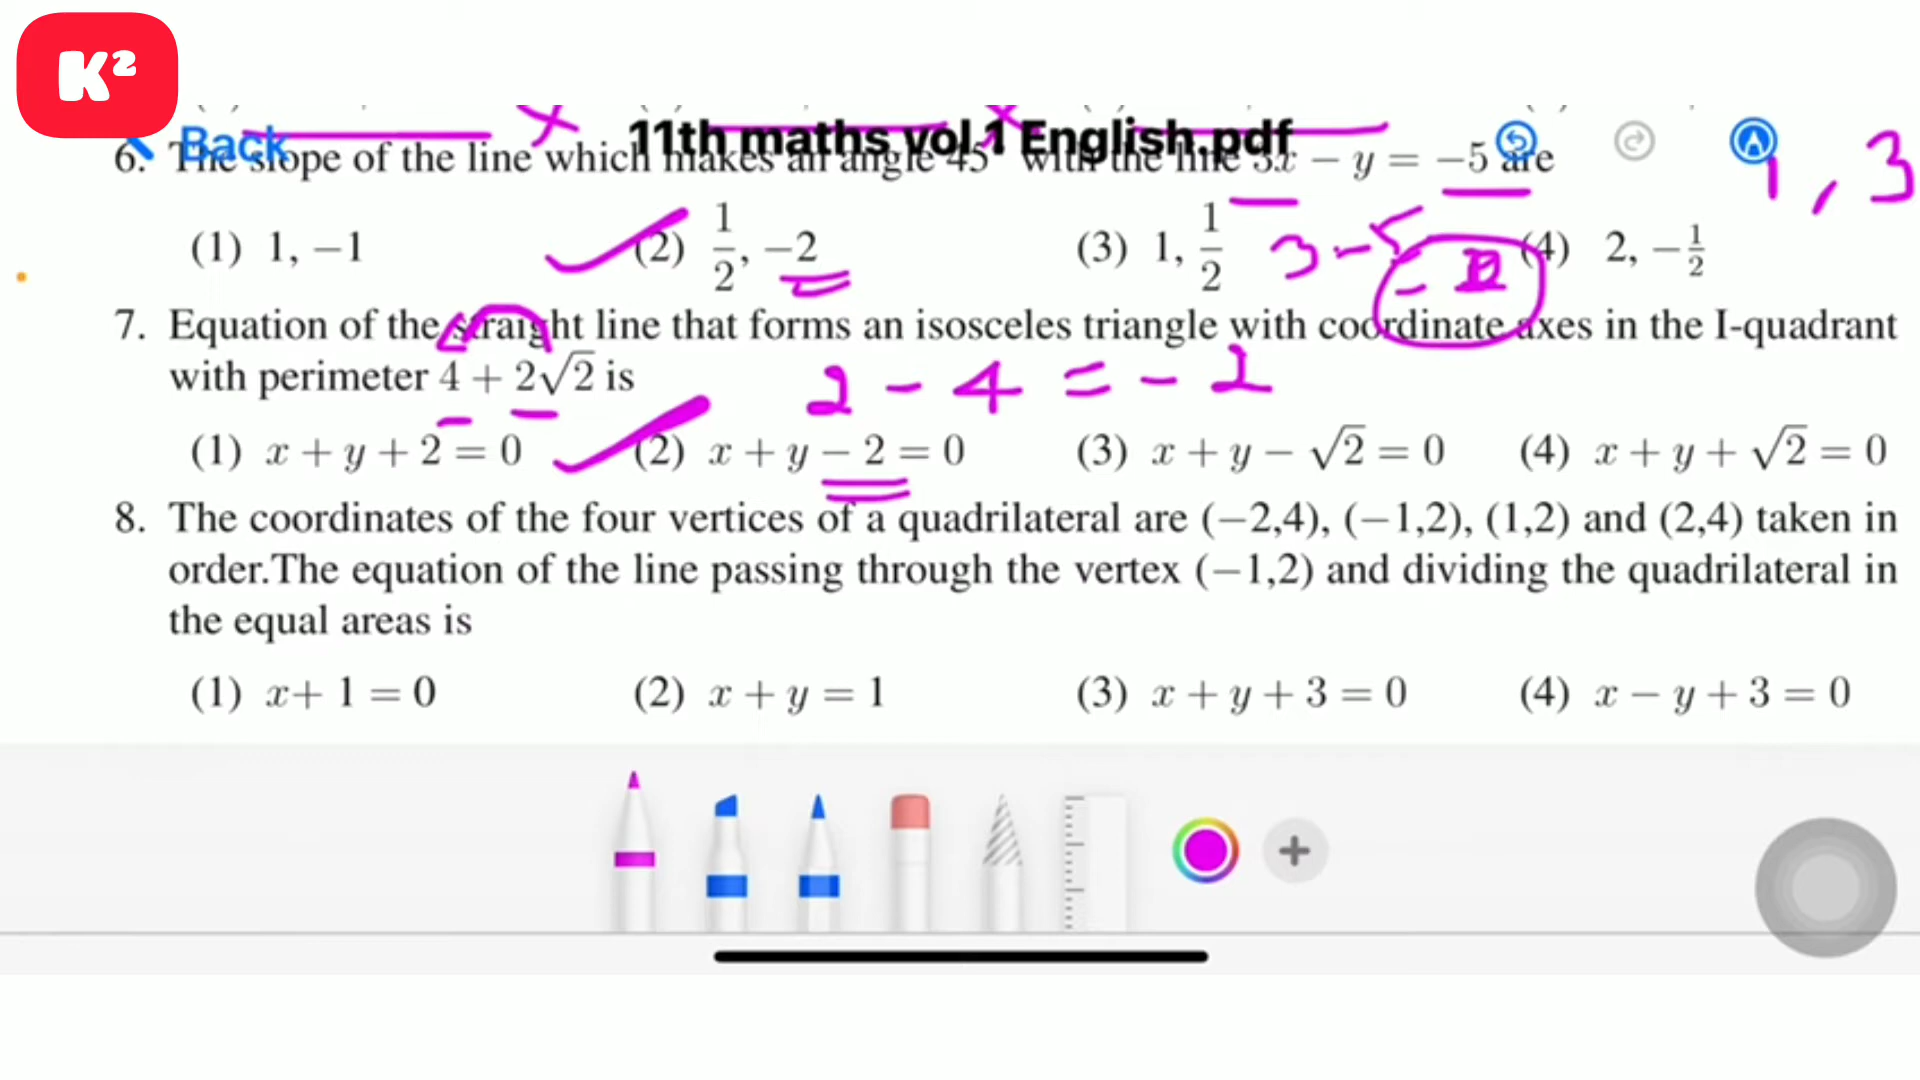 K²
Back 11th maths vol 1 English.pdf
6. The slope of the line which makes an angle 45° with the line 3x − y = −5 are
1, 3
(1) 1, −1 (2) 1/2, −2 (3) 1, 1/2 (4) 2, −1/2
3 - 5
7. Equation of the straight line that forms an isosceles triangle with coordinate axes in the I-quadrant
with perimeter 4 + 2√2 is
2 - 4 = - 2
(1) x + y + 2 = 0 (2) x + y − 2 = 0 (3) x + y − √2 = 0 (4) x + y + √2 = 0
8. The coordinates of the four vertices of a quadrilateral are (−2,4), (−1,2), (1,2) and (2,4) taken in
order.The equation of the line passing through the vertex (−1,2) and dividing the quadrilateral in
the equal areas is
(1) x+ 1 = 0 (2) x + y = 1 (3) x + y + 3 = 0 (4) x − y + 3 = 0